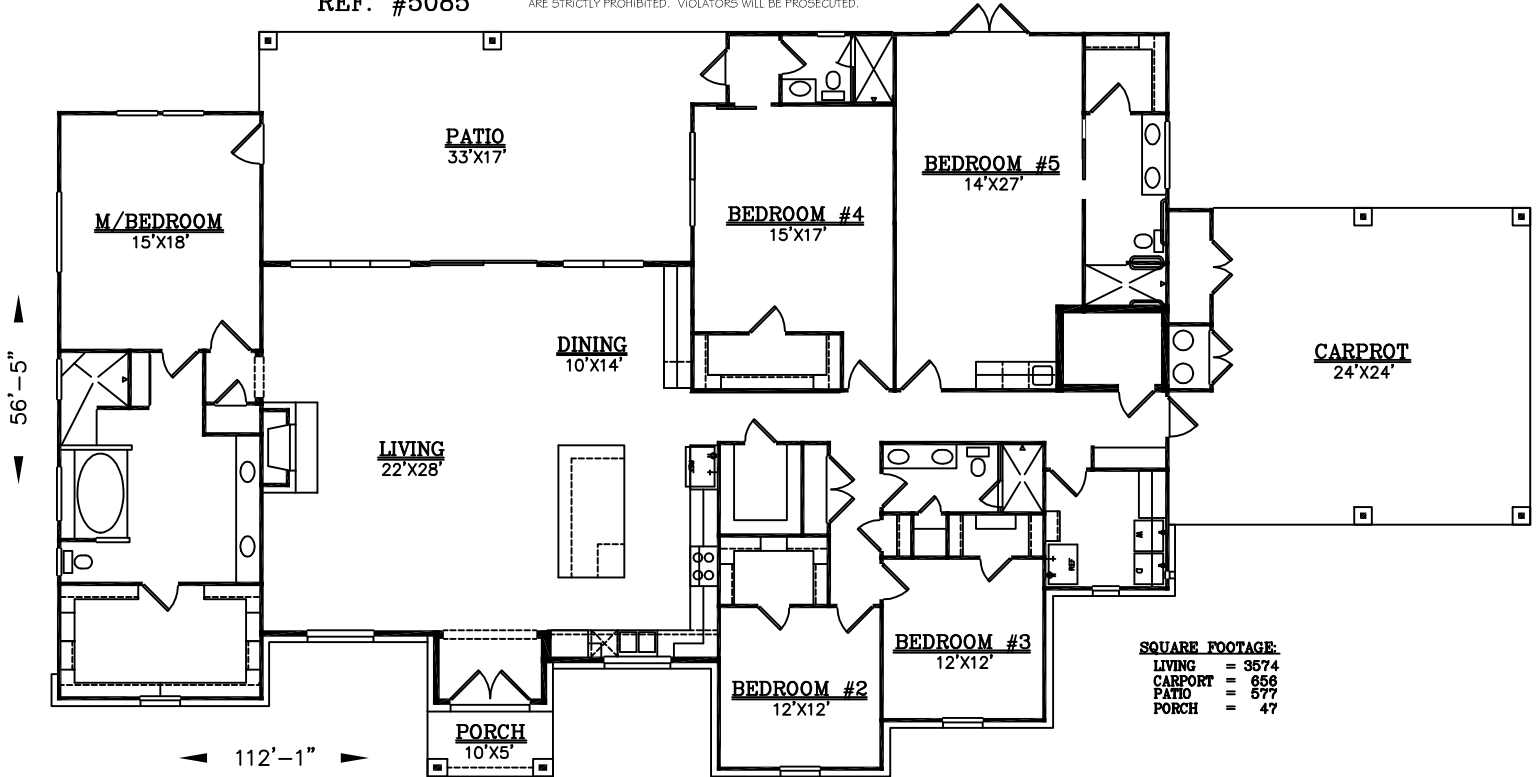 REF. #5085
ARE STRICTLY PROHIBITED. VIOLATORS WILL BE PROSECUTED.
PATIO
33'X17'
BEDROOM #5
14'X27'
M/BEDROOM
15'X18'
BEDROOM #4
15'X17'
DINING
10'X14'
CARPROT
24'X24'
56'-5"
LIVING
22'X28'
REF
W
D
BEDROOM #3
12'X12'
BEDROOM #2
12'X12'
PORCH
10'X5'
112'-1"
SQUARE FOOTAGE:
LIVING = 3574
CARPORT = 656
PATIO = 577
PORCH = 47